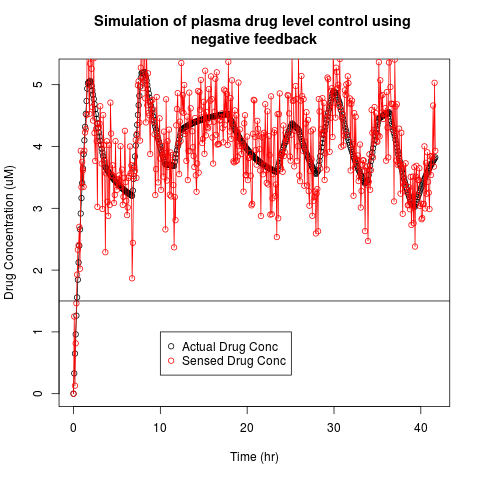 Simulation of plasma drug level control using
negative feedback
Drug Concentration (uM)
5
4
3
2
1
0
Actual Drug Conc
Sensed Drug Conc
0 10 20 30 40
Time (hr)